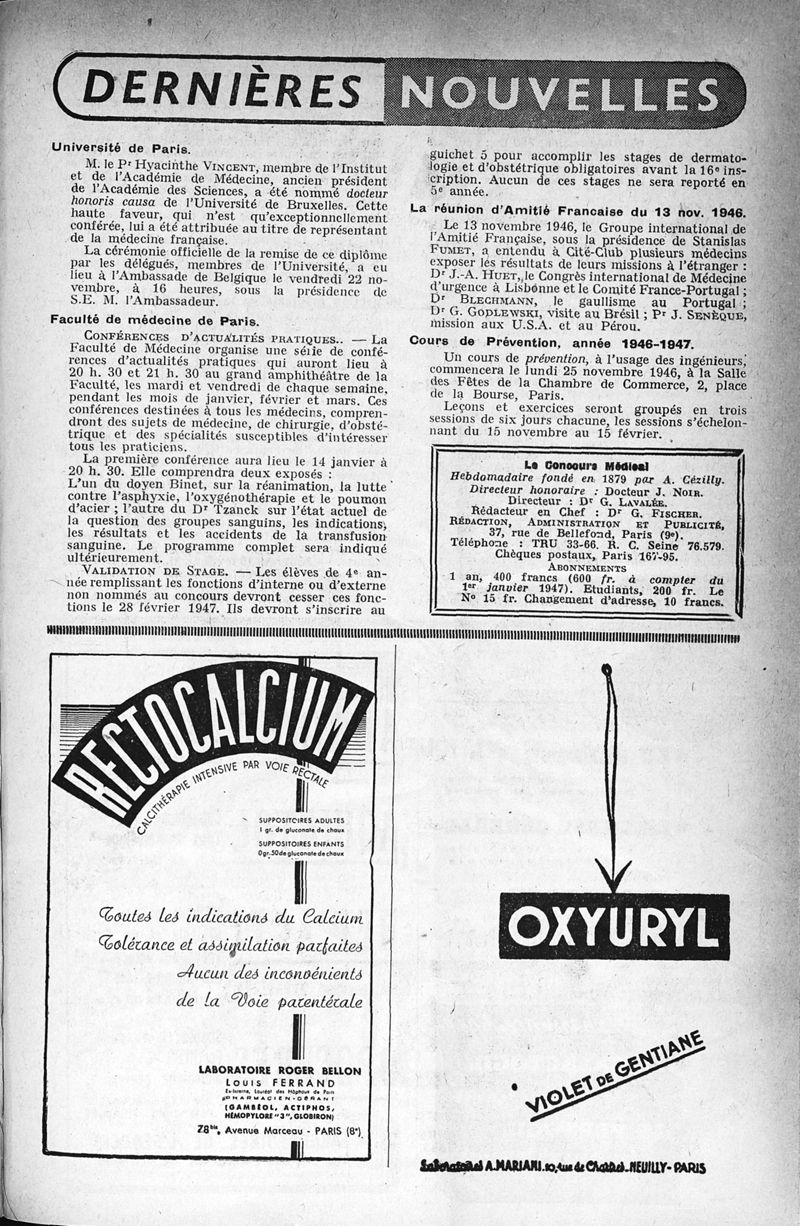 DERNIÈRES NOUVELLES
Université de Paris.
M. le Pr Hyacinthe VINCENT, membre de l'Institut
et de l'Académie de Médecine, ancien président
de l'Académie des Sciences, a été nommé docteur
honoris causa de l'Université de Bruxelles. Cette
haute faveur, qui n'est qu'exceptionnellement
conférée, lui a été attribuée au titre de représentant
de la médecine française.
La cérémonie officielle de la remise de ce diplôme
par les délégués, membres de l'Université, a eu
lieu à l'Ambassade de Belgique le vendredi 22 no-
vembre, à 16 heures, sous la présidence de
S.E. M. l'Ambassadeur.
Faculté de médecine de Paris.
CONFÉRENCES D'ACTUALITÉS PRATIQUES.. — La
Faculté de Médecine organise une série de confé-
rences d'actualités pratiques qui auront lieu à
20 h. 30 et 21 h. 30 au grand amphithéâtre de la
Faculté, les mardi et vendredi de chaque semaine,
pendant les mois de janvier, février et mars. Ces
conférences destinées à tous les médecins, compren-
dront des sujets de médecine, de chirurgie, d'obsté-
trique et des spécialités susceptibles d'intéresser
tous les praticiens.
La première conférence aura lieu le 14 janvier à
20 h. 30. Elle comprendra deux exposés :
L'un du doyen Binet, sur la réanimation, la lutte
contre l'asphyxie, l'oxygénothérapie et le poumon
d'acier ; l'autre du Dr Tzanck sur l'état actuel de
la question des groupes sanguins, les indications,
les résultats et les accidents de la transfusion
sanguine. Le programme complet sera indiqué
ultérieurement.
VALIDATION DE STAGE. — Les élèves de 4e an-
née remplissant les fonctions d'interne ou d'externe
non nommés au concours devront cesser ces fonc-
tions le 28 février 1947. Ils devront s'inscrire au
guichet 5 pour accomplir les stages de dermato-
logie et d'obstétrique obligatoires avant la 16e ins-
cription. Aucun de ces stages ne sera reporté en
5e année.
La réunion d'Amitié Francaise du 13 nov. 1946.
Le 13 novembre 1946, le Groupe international de
l'Amitié Française, sous la présidence de Stanislas
FUMET, a entendu à Cité-Club plusieurs médecins
exposer les résultats de leurs missions à l'étranger :
Dr J.-A. HUET, le Congrès international de Médecine
d'urgence à Lisbonne et le Comité France-Portugal ;
Dr BLECHMANN, le gaullisme au Portugal ;
Dr G. GODLEWSKI, visite au Brésil ; Pr J. SENÈQUE,
mission aux U.S.A. et au Pérou.
Cours de Prévention, année 1946-1947.
Un cours de prévention, à l'usage des ingénieurs,
commencera le lundi 25 novembre 1946, à la Salle
des Fêtes de la Chambre de Commerce, 2, place
de la Bourse, Paris.
Leçons et exercices seront groupés en trois
sessions de six jours chacune, les sessions s'échelon-
nant du 15 novembre au 15 février.
Le Concours Médical
Hebdomadaire fondé en 1879 par A. Cézilly.
Directeur honoraire : Docteur J. NOIR.
Directeur : Dr G. LAVALÉE.
Rédacteur en Chef : Dr G. FISCHER.
RÉDACTION, ADMINISTRATION ET PUBLICITÉ,
37, rue de Bellefond, Paris (9e).
Téléphone : TRU 33-66. R. C. Seine 76.579.
Chèques postaux, Paris 167-95.
ABONNEMENTS
1 an, 400 francs (600 fr. à compter du
1er janvier 1947). Etudiants, 200 fr. Le
No 15 fr. Changement d'adresse, 10 francs.
RECTOCALCIUM
CALCITHÉRAPIE INTENSIVE PAR VOIE RECTALE
SUPPOSITOIRES ADULTES
1 gr. de gluconate de chaux
SUPPOSITOIRES ENFANTS
0 gr. 50 de gluconate de chaux
Toutes les indications du Calcium
Tolérance et assimilation parfaites
Aucun des inconvénients
de la Voie parentérale
LABORATOIRE ROGER BELLON
LOUIS FERRAND
Ex-Interne, Lauréat des Hôpitaux de Paris
PHARMACIEN-GÉRANT
(GAMBÉOL, ACTIPHOS,
HÉMOPYLORE "3", GLOBIRON)
78bis, Avenue Marceau - PARIS (8e)
OXYURYL
VIOLET DE GENTIANE
Laboratoires A. MARIANI. 10, rue de Chartres - NEUILLY - PARIS